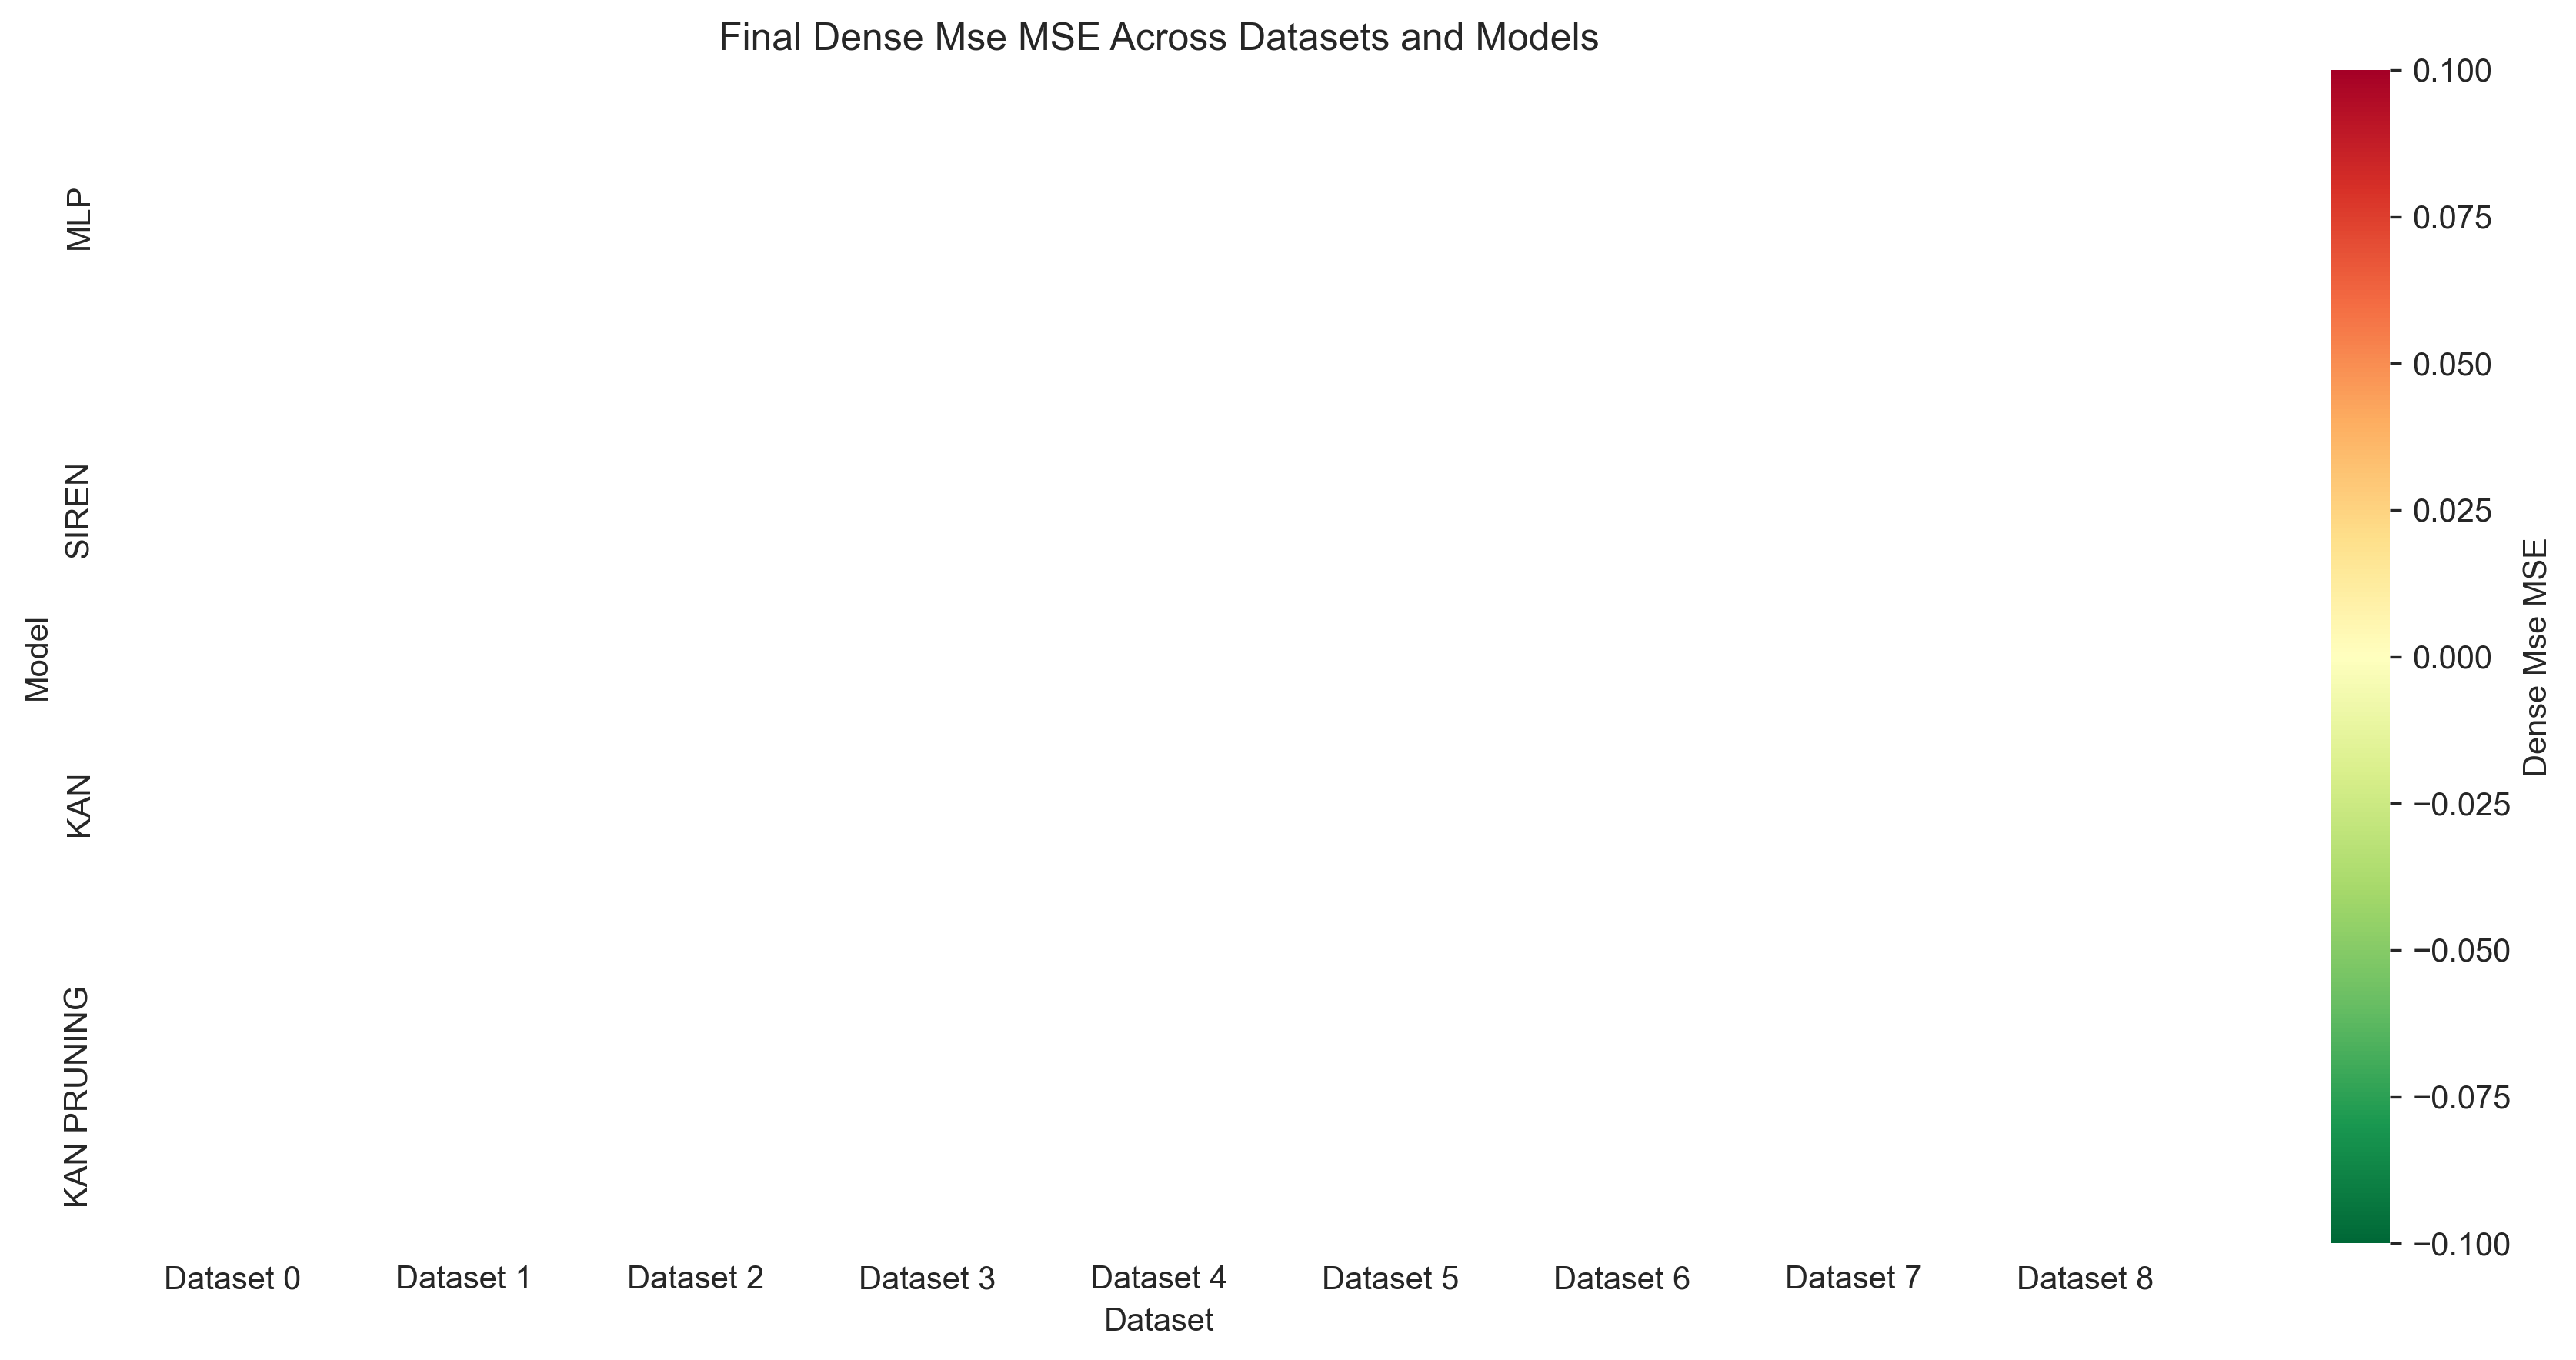 Final Dense Mse MSE Across Datasets and Models
Model
MLP
SIREN
KAN
KAN PRUNING
Dataset 0
Dataset 1
Dataset 2
Dataset 3
Dataset 4
Dataset 5
Dataset 6
Dataset 7
Dataset 8
Dataset
0.100
0.075
0.050
0.025
0.000
−0.025
−0.050
−0.075
−0.100
Dense Mse MSE